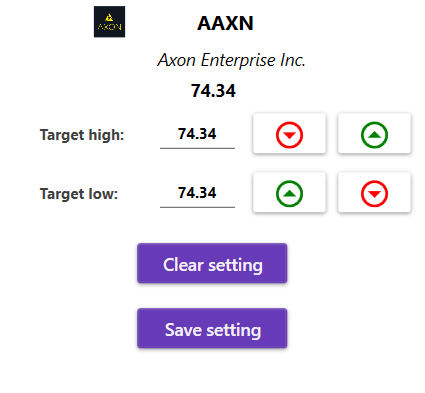 AXON
AAXN
Axon Enterprise Inc.
74.34
Target high: 74.34
Target low: 74.34
Clear setting
Save setting